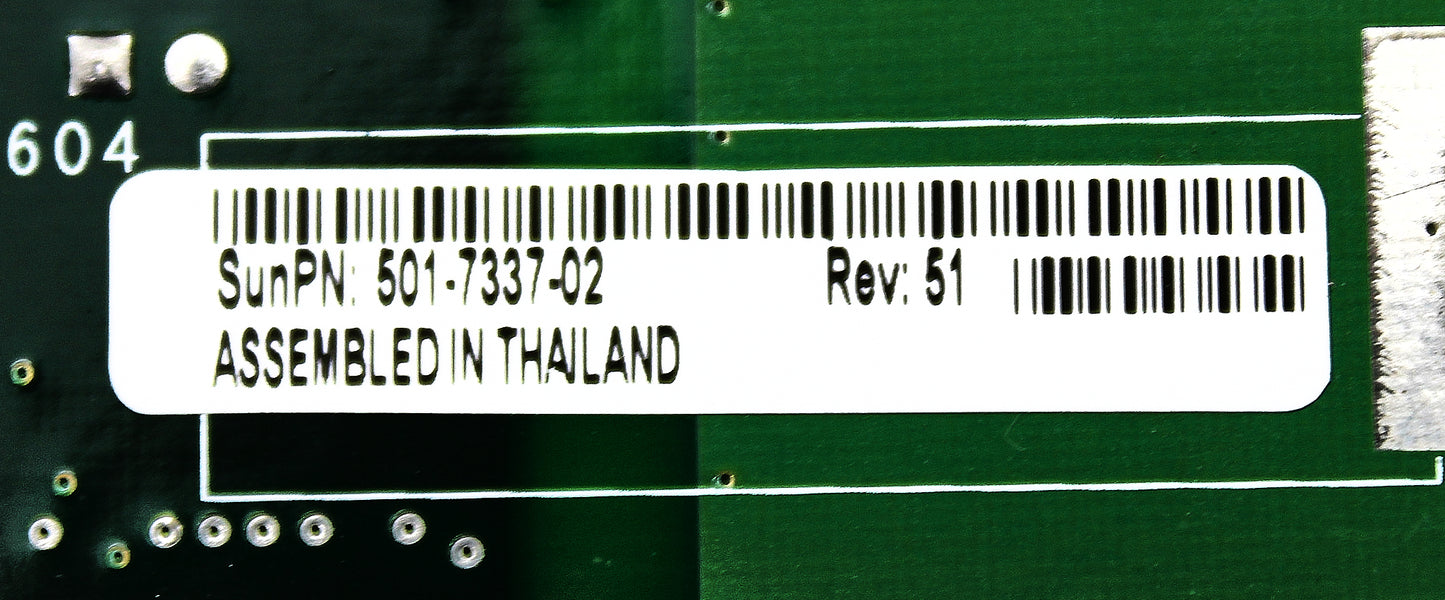 604
SunPN: 501-7337-02 Rev: 51
ASSEMBLED IN THAILAND